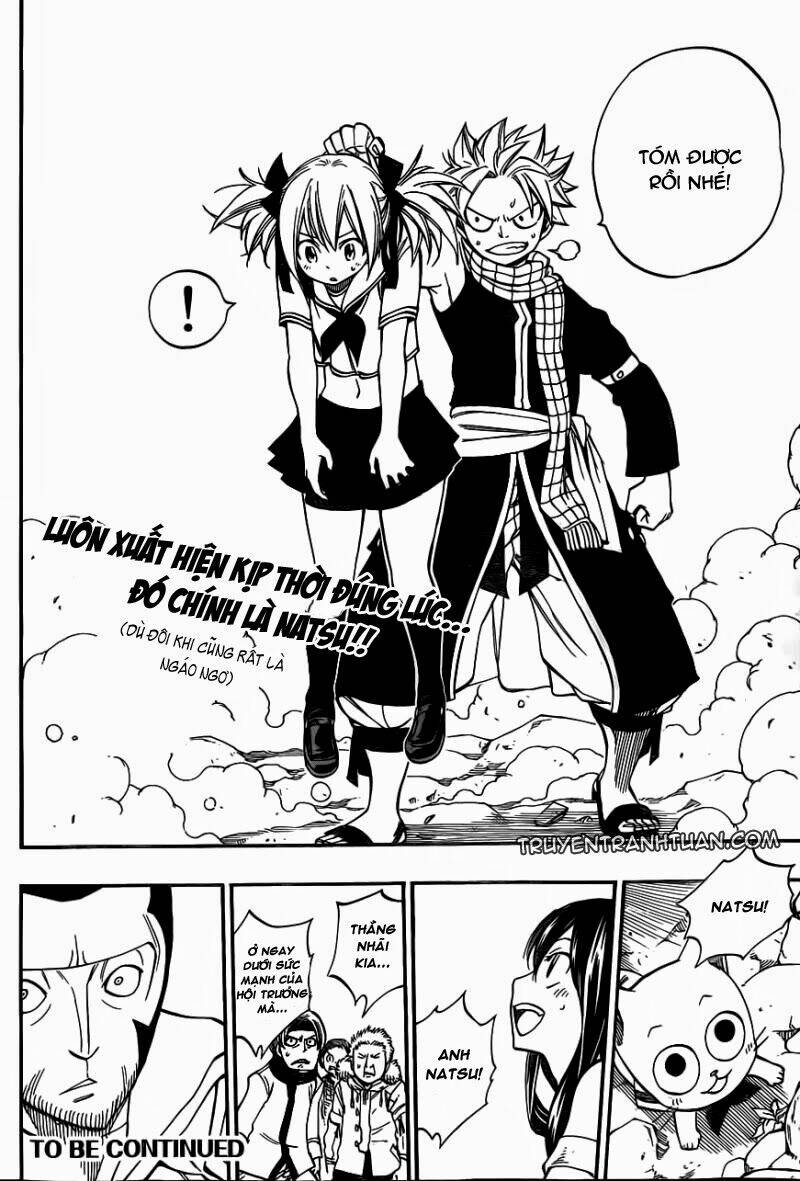 TÓM ĐƯỢC
RỒI NHÉ!
!
LUÔN XUẤT HIỆN KỊP THỜI ĐÚNG LÚC...
ĐÓ CHÍNH LÀ NATSU!!
(DÙ ĐÔI KHI CŨNG RẤT LÀ
NGÁO NGƠ)
TRUYENTRANHTUAN.COM
NATSU!
ANH
NATSU!
THẰNG
NHÃI
KIA...
Ở NGAY
DƯỚI SỨC
MẠNH CỦA
HỘI TRƯỞNG
MÀ...
TO BE CONTINUED